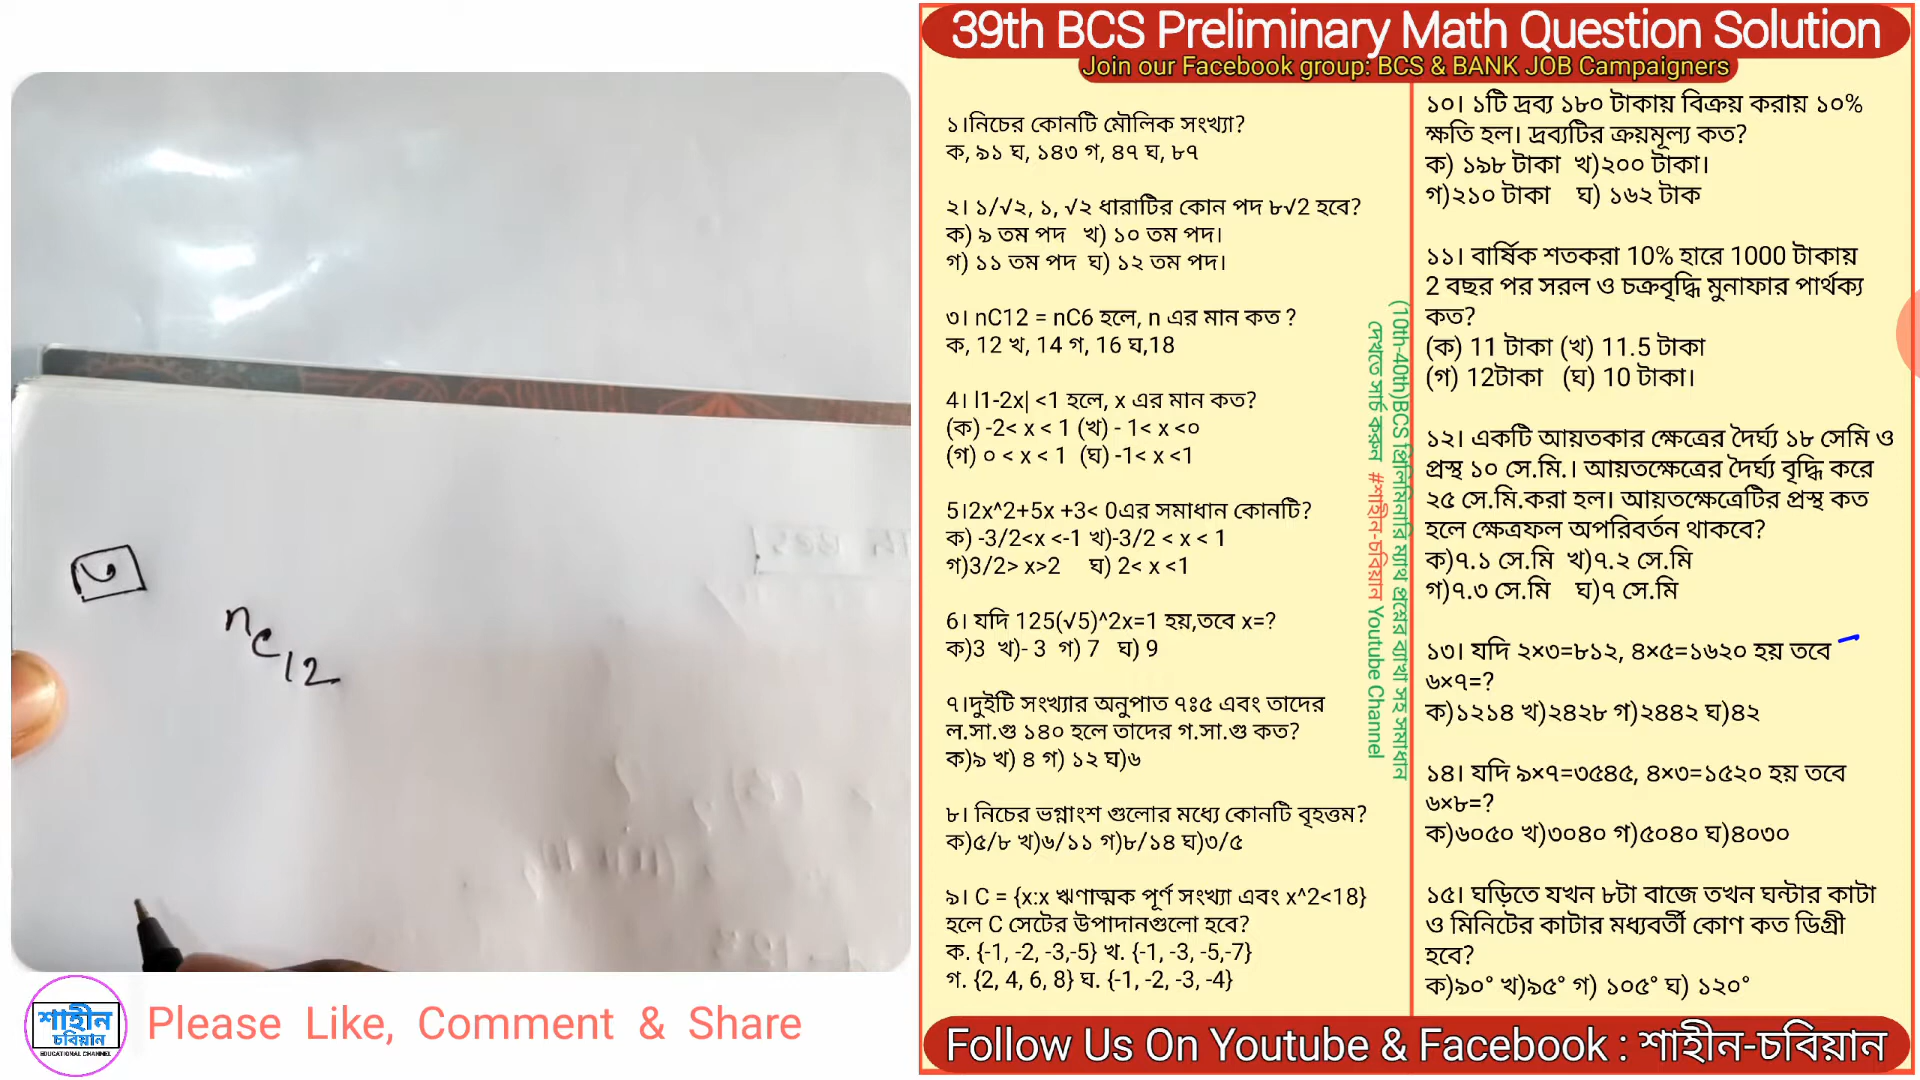 39th BCS Preliminary Math Question Solution
Join our Facebook group: BCS & BANK JOB Campaigners
৩
nC12
১।নিচের কোনটি মৌলিক সংখ্যা?
ক, ৯১ ঘ, ১৪৩ গ, ৪৭ ঘ, ৮৭
২। ১/√২, ১, √২ ধারাটির কোন পদ ৮√2 হবে?
ক) ৯ তম পদ খ) ১০ তম পদ।
গ) ১১ তম পদ ঘ) ১২ তম পদ।
৩। nC12 = nC6 হলে, n এর মান কত ?
ক, 12 খ, 14 গ, 16 ঘ,18
4। l1-2x| <1 হলে, x এর মান কত?
(ক) -2< x < 1 (খ) - 1< x <০
(গ) ০ < x < 1 (ঘ) -1< x <1
5।2x^2+5x +3< 0এর সমাধান কোনটি?
ক) -3/2<x <-1 খ)-3/2 < x < 1
গ)3/2> x>2 ঘ) 2< x <1
6। যদি 125(√5)^2x=1 হয়,তবে x=?
ক)3 খ)- 3 গ) 7 ঘ) 9
৭।দুইটি সংখ্যার অনুপাত ৭ঃ৫ এবং তাদের
ল.সা.গু ১৪০ হলে তাদের গ.সা.গু কত?
ক)৯ খ) ৪ গ) ১২ ঘ)৬
৮। নিচের ভগ্নাংশ গুলোর মধ্যে কোনটি বৃহত্তম?
ক)৫/৮ খ)৬/১১ গ)৮/১৪ ঘ)৩/৫
৯। C = {x:x ঋণাত্মক পূর্ণ সংখ্যা এবং x^2<18}
হলে C সেটের উপাদানগুলো হবে?
ক. {-1, -2, -3,-5} খ. {-1, -3, -5,-7}
গ. {2, 4, 6, 8} ঘ. {-1, -2, -3, -4}
(10th-40th)BCS প্রিলিমিনারি ম্যাথ প্রশ্নের ব্যাখা সহ সমাধান
দেখতে সার্চ করুন #শাহীন-চবিয়ান Youtube Channel
১০। ১টি দ্রব্য ১৮০ টাকায় বিক্রয় করায় ১০%
ক্ষতি হল। দ্রব্যটির ক্রয়মূল্য কত?
ক) ১৯৮ টাকা খ)২০০ টাকা।
গ)২১০ টাকা ঘ) ১৬২ টাক
১১। বার্ষিক শতকরা 10% হারে 1000 টাকায়
2 বছর পর সরল ও চক্রবৃদ্ধি মুনাফার পার্থক্য
কত?
(ক) 11 টাকা (খ) 11.5 টাকা
(গ) 12টাকা (ঘ) 10 টাকা।
১২। একটি আয়তকার ক্ষেত্রের দৈর্ঘ্য ১৮ সেমি ও
প্রস্থ ১০ সে.মি.। আয়তক্ষেত্রের দৈর্ঘ্য বৃদ্ধি করে
২৫ সে.মি.করা হল। আয়তক্ষেত্রেটির প্রস্থ কত
হলে ক্ষেত্রফল অপরিবর্তন থাকবে?
ক)৭.১ সে.মি খ)৭.২ সে.মি
গ)৭.৩ সে.মি ঘ)৭ সে.মি
১৩। যদি ২×৩=৮১২, ৪×৫=১৬২০ হয় তবে
৬×৭=?
ক)১২১৪ খ)২৪২৮ গ)২৪৪২ ঘ)৪২
১৪। যদি ৯×৭=৩৫৪৫, ৪×৩=১৫২০ হয় তবে
৬×৮=?
ক)৬০৫০ খ)৩০৪০ গ)৫০৪০ ঘ)৪০৩০
১৫। ঘড়িতে যখন ৮টা বাজে তখন ঘন্টার কাটা
ও মিনিটের কাটার মধ্যবর্তী কোণ কত ডিগ্রী
হবে?
ক)৯০° খ)৯৫° গ) ১০৫° ঘ) ১২০°
শাহীন
চবিয়ান
EDUCATIONAL CHANNEL
Please Like, Comment & Share
Follow Us On Youtube & Facebook : শাহীন-চবিয়ান